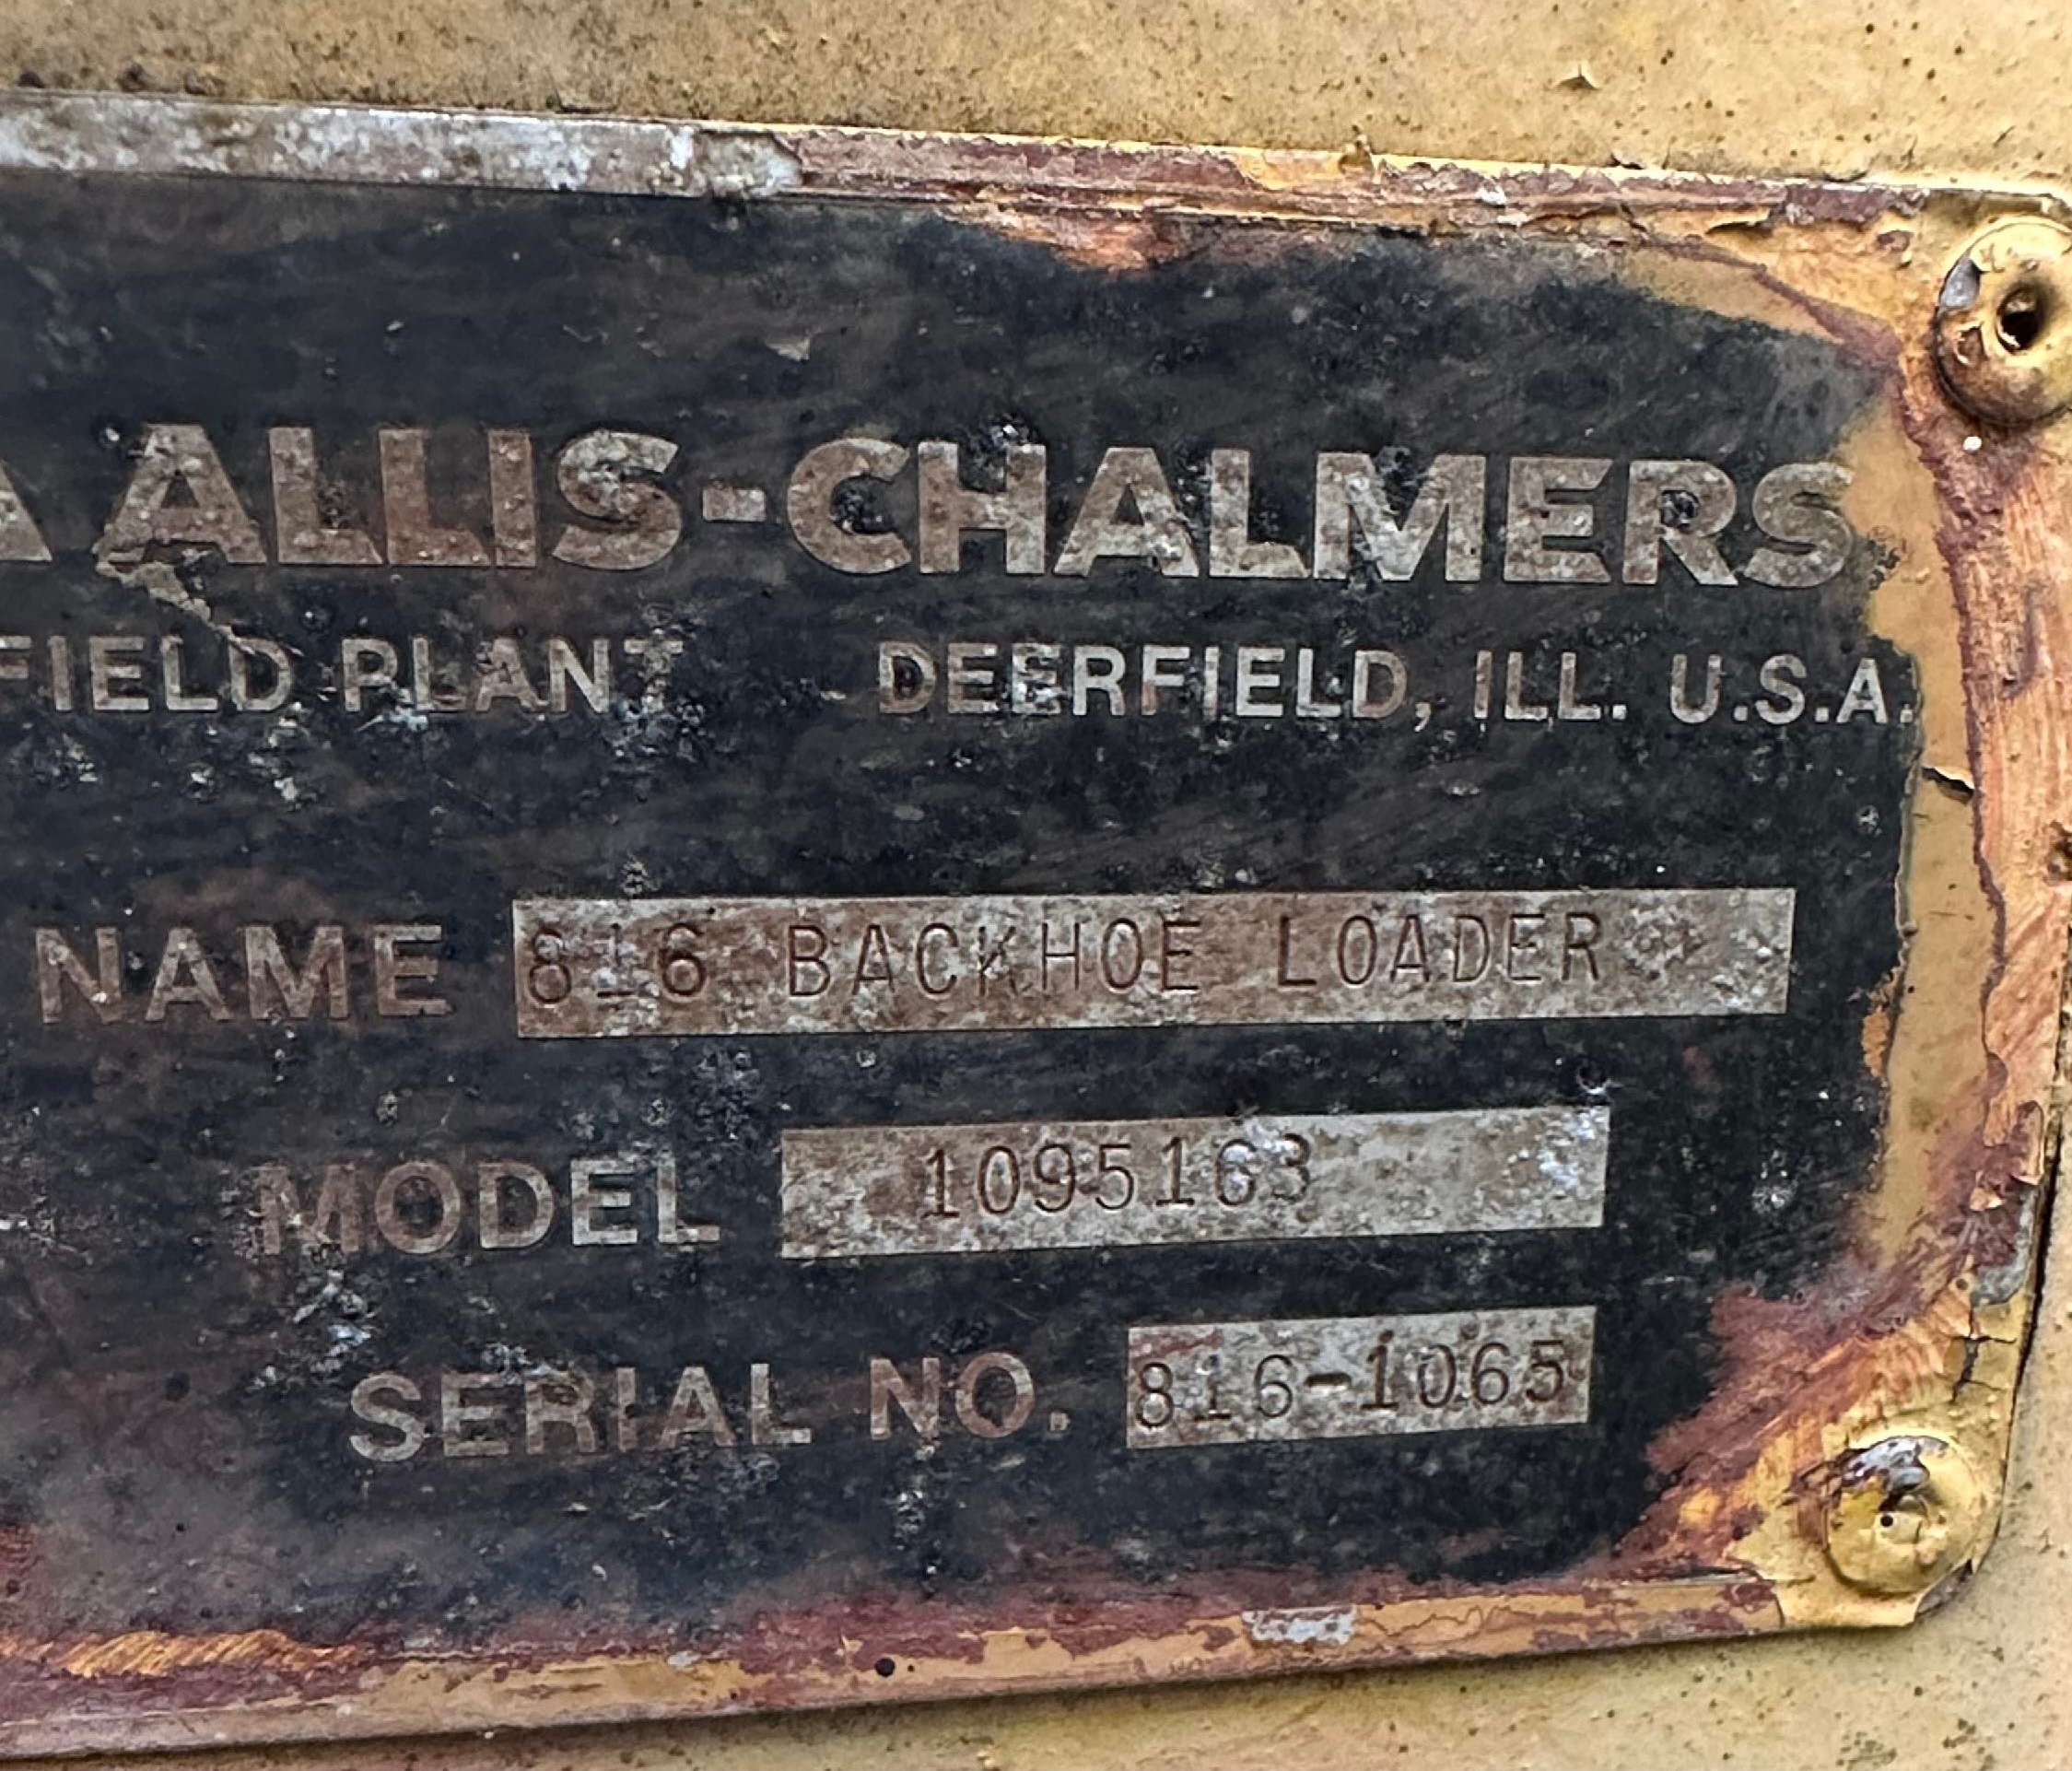 ALLIS-CHALMERS
FIELD PLANT DEERFIELD, ILL. U.S.A.
NAME 816 BACKHOE LOADER
MODEL 1095163
SERIAL NO. 816-1065